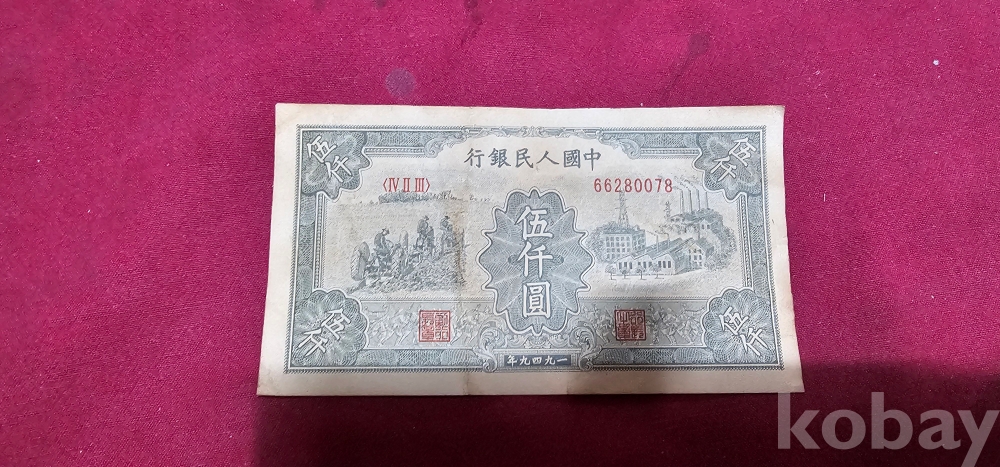 行銀民人國中
〈Ⅳ Ⅱ Ⅲ〉
66280078
伍仟
伍仟
伍仟圓
伍仟
伍仟
年九四九一
kobay